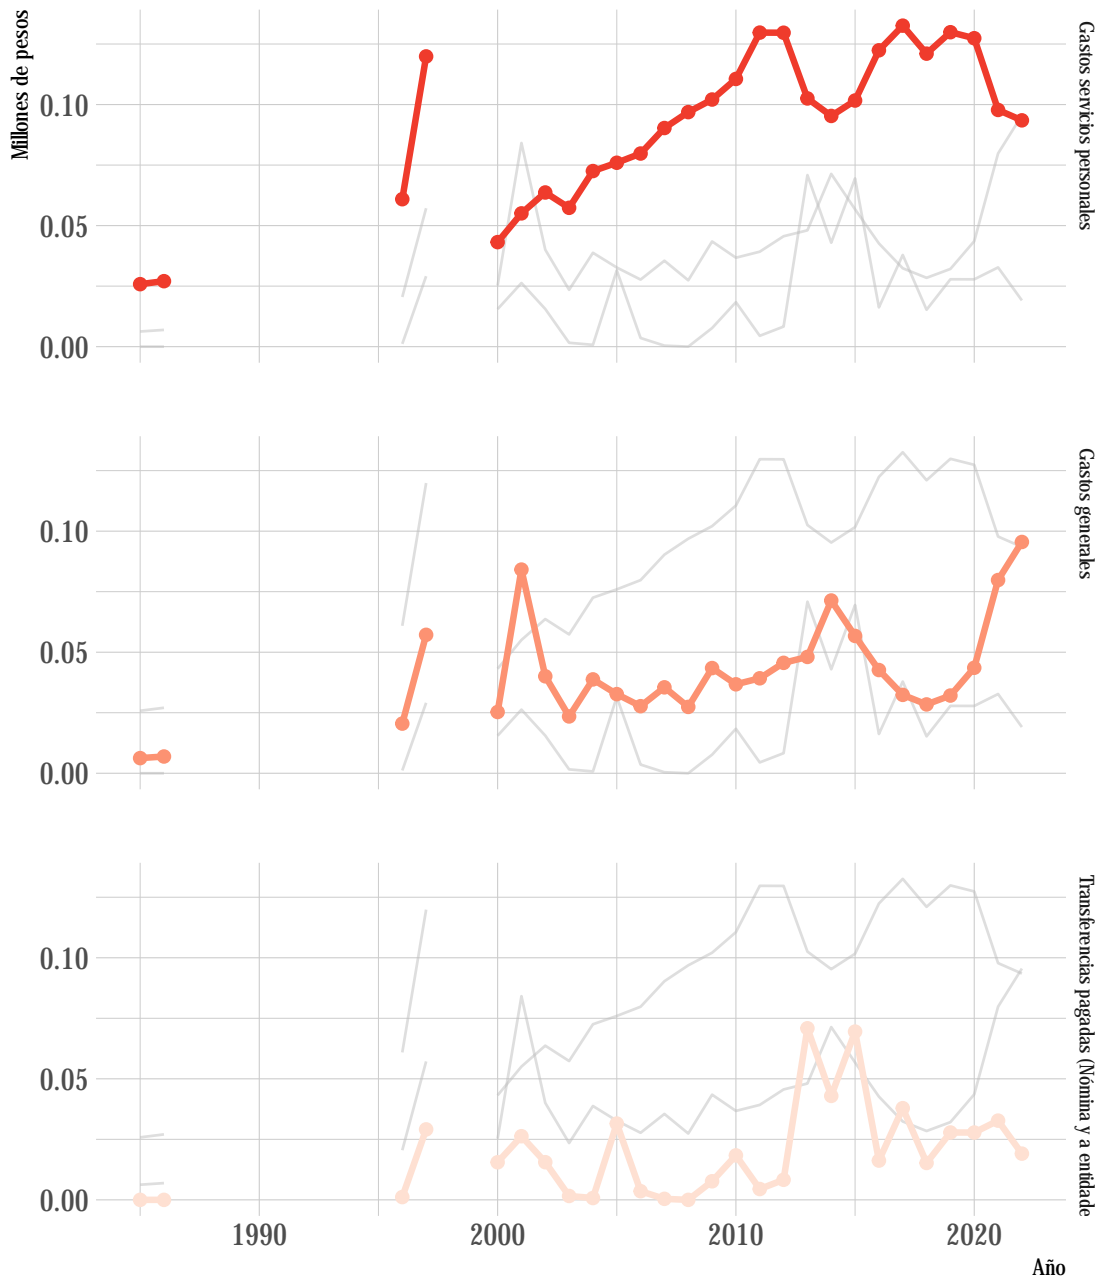 Millones de pesos
0.10
0.05
0.00
Gastos servicios personales
0.10
0.05
0.00
Gastos generales
0.10
0.05
0.00
Transferencias pagadas (Nómina y a entidade
1990
2000
2010
2020
Año